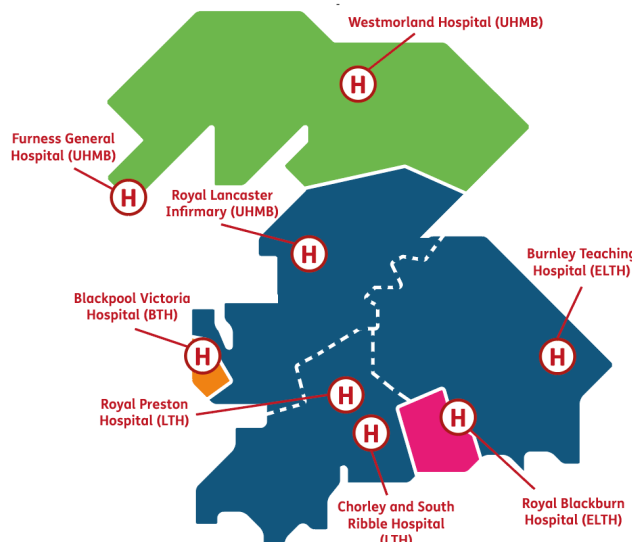 Westmorland Hospital (UHMB)
H
Furness General
Hospital (UHMB)
H
Royal Lancaster
Infirmary (UHMB)
H
Burnley Teaching
Hospital (ELTH)
H
Blackpool Victoria
Hospital (BTH)
H
Royal Preston
Hospital (LTH)
H
H
Chorley and South
Ribble Hospital
(LTH)
H
Royal Blackburn
Hospital (ELTH)